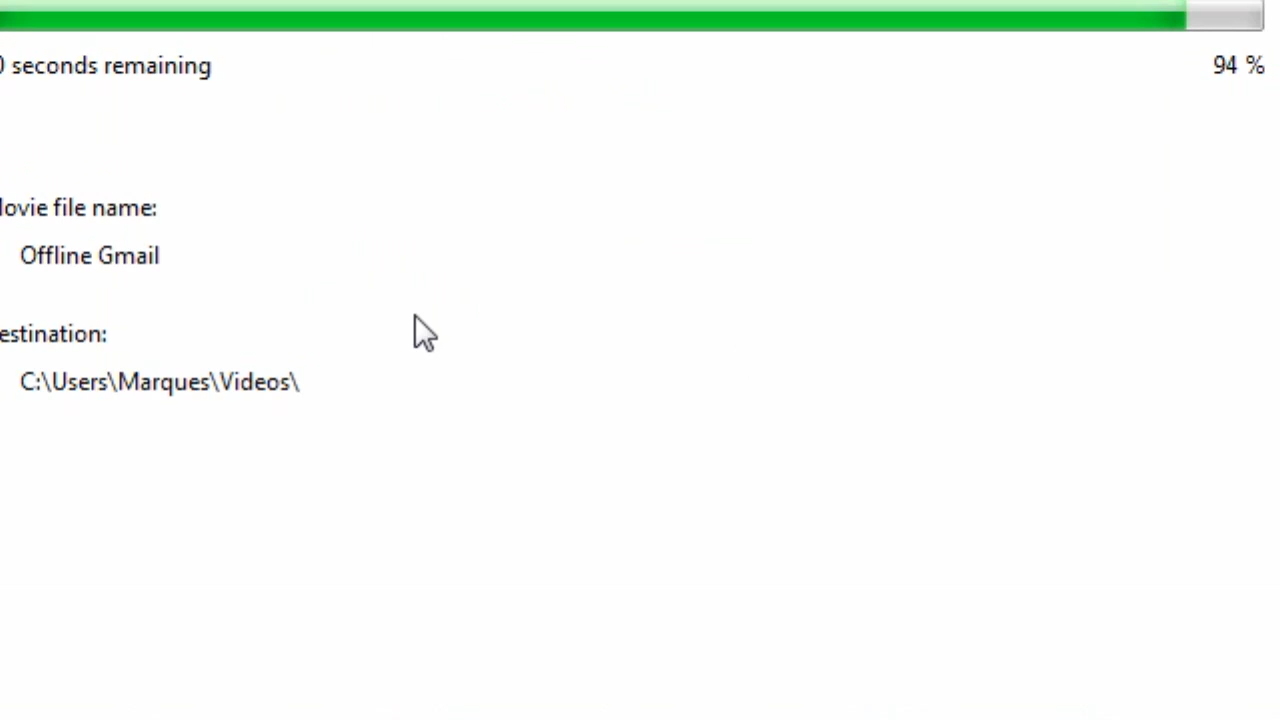 seconds remaining
94 %
file name:
Offline Gmail
C:\Users\Marques\Videos\